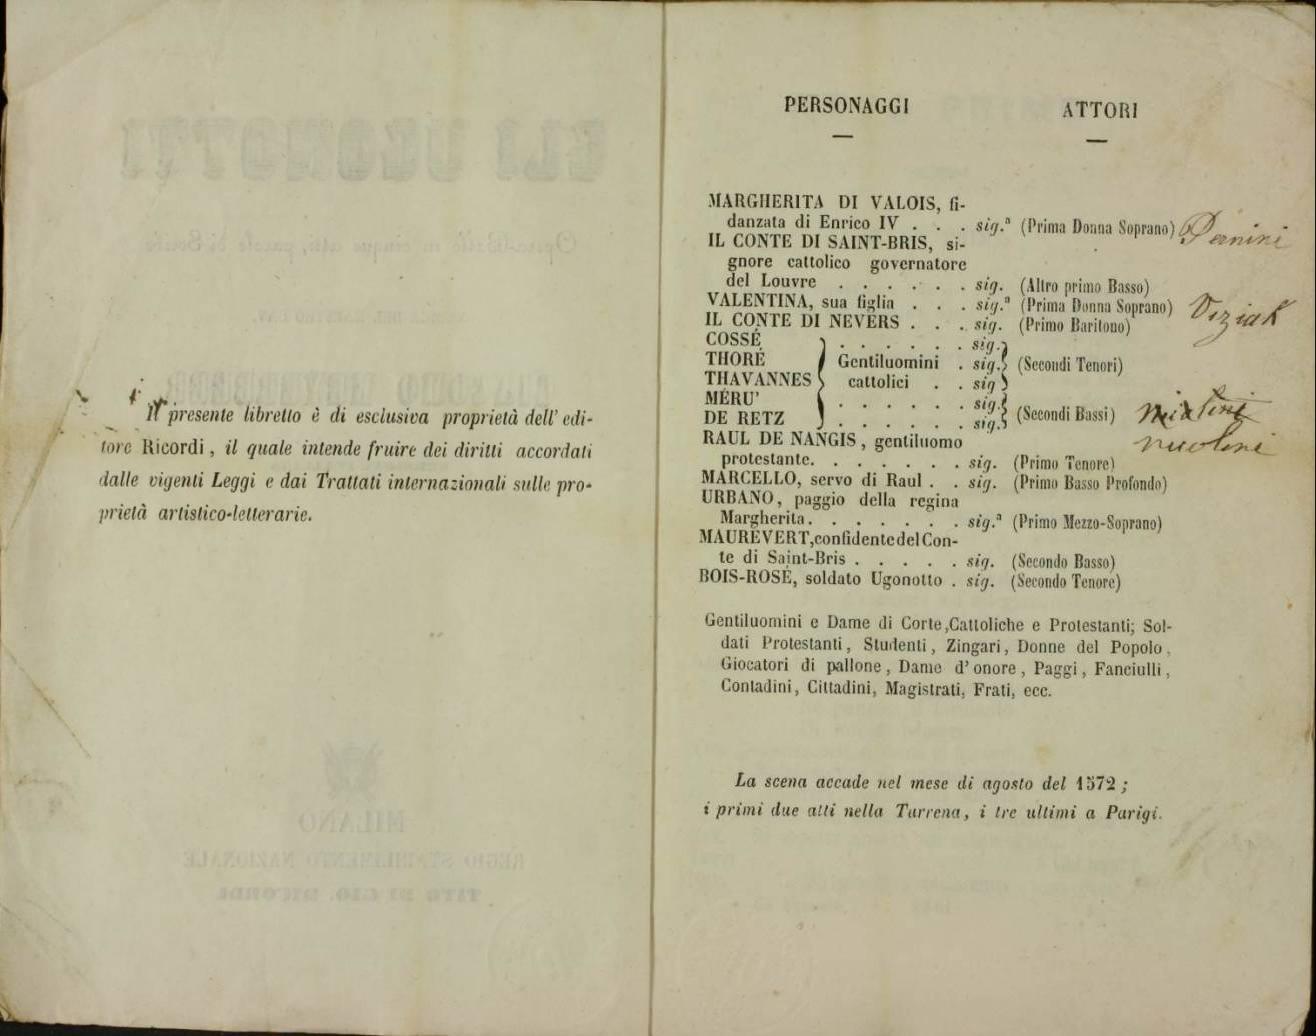 Il presente libretto è di esclusiva proprietà dell' edi-
tore Ricordi, il quale intende fruire dei diritti accordati
dalle vigenti Leggi e dai Trattati internazionali sulle pro-
prietà artistico-letterarie.
PERSONAGGI ATTORI
MARGHERITA DI VALOIS, fi-
danzata di Enrico IV . . . sig.ª (Prima Donna Soprano)
IL CONTE DI SAINT-BRIS, si-
gnore cattolico governatore
del Louvre . . . . . . sig. (Altro primo Basso)
VALENTINA, sua figlia . . . sig.ª (Prima Donna Soprano) Viziak
IL CONTE DI NEVERS . . . sig. (Primo Baritono)
COSSÉ . . . . . . sig.
THORÉ Gentiluomini . sig. (Secondi Tenori)
THAVANNES cattolici . . sig
MÉRU' . . . . . . sig. (Secondi Bassi)
DE RETZ . . . . . . sig.
RAUL DE NANGIS, gentiluomo nicolini
protestante. . . . . . . sig. (Primo Tenore)
MARCELLO, servo di Raul . . sig. (Primo Basso Profondo)
URBANO, paggio della regina
Margherita. . . . . . . sig.ª (Primo Mezzo-Soprano)
MAUREVERT, confidente del Con-
te di Saint-Bris . . . . . sig. (Secondo Basso)
BOIS-ROSÉ, soldato Ugonotto . sig. (Secondo Tenore)
Gentiluomini e Dame di Corte, Cattoliche e Protestanti; Sol-
dati Protestanti, Studenti, Zingari, Donne del Popolo,
Giocatori di pallone, Dame d'onore, Paggi, Fanciulli,
Contadini, Cittadini, Magistrati, Frati, ecc.
La scena accade nel mese di agosto del 1572;
i primi due atti nella Turrena, i tre ultimi a Parigi.